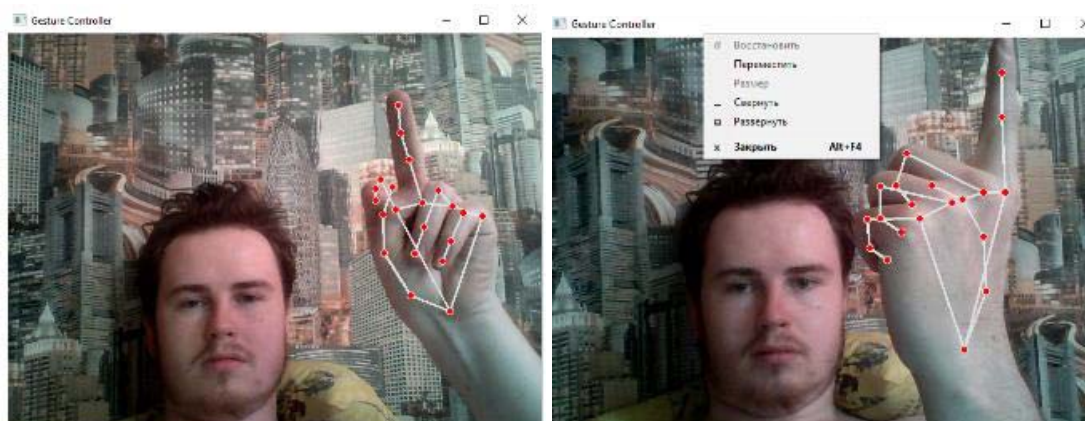 Gesture Controller
Gesture Controller
Восстановить
Переместить
Размер
Свернуть
Развернуть
Закрыть Alt+F4